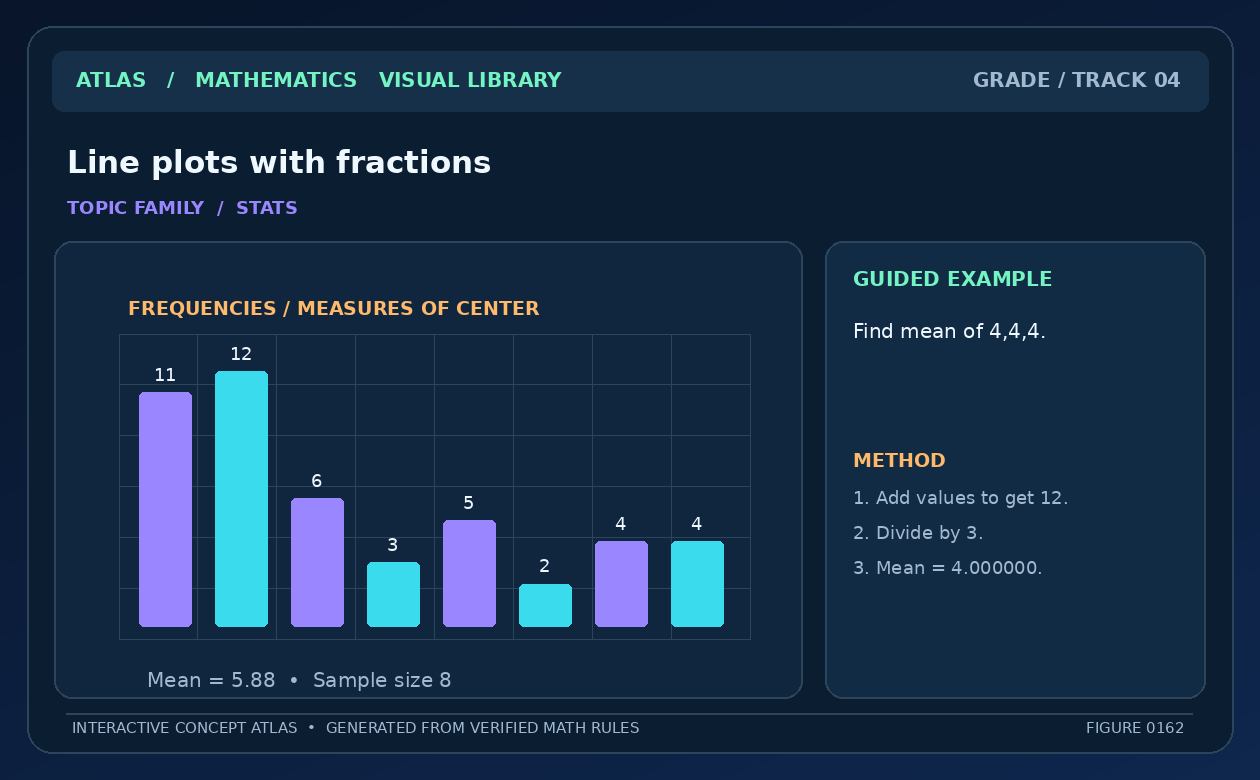 ATLAS / MATHEMATICS VISUAL LIBRARY
GRADE / TRACK 04
Line plots with fractions
TOPIC FAMILY / STATS
FREQUENCIES / MEASURES OF CENTER
11
12
6
3
5
2
4
4
Mean = 5.88 • Sample size 8
GUIDED EXAMPLE
Find mean of 4,4,4.
METHOD
1. Add values to get 12.
2. Divide by 3.
3. Mean = 4.000000.
INTERACTIVE CONCEPT ATLAS • GENERATED FROM VERIFIED MATH RULES
FIGURE 0162